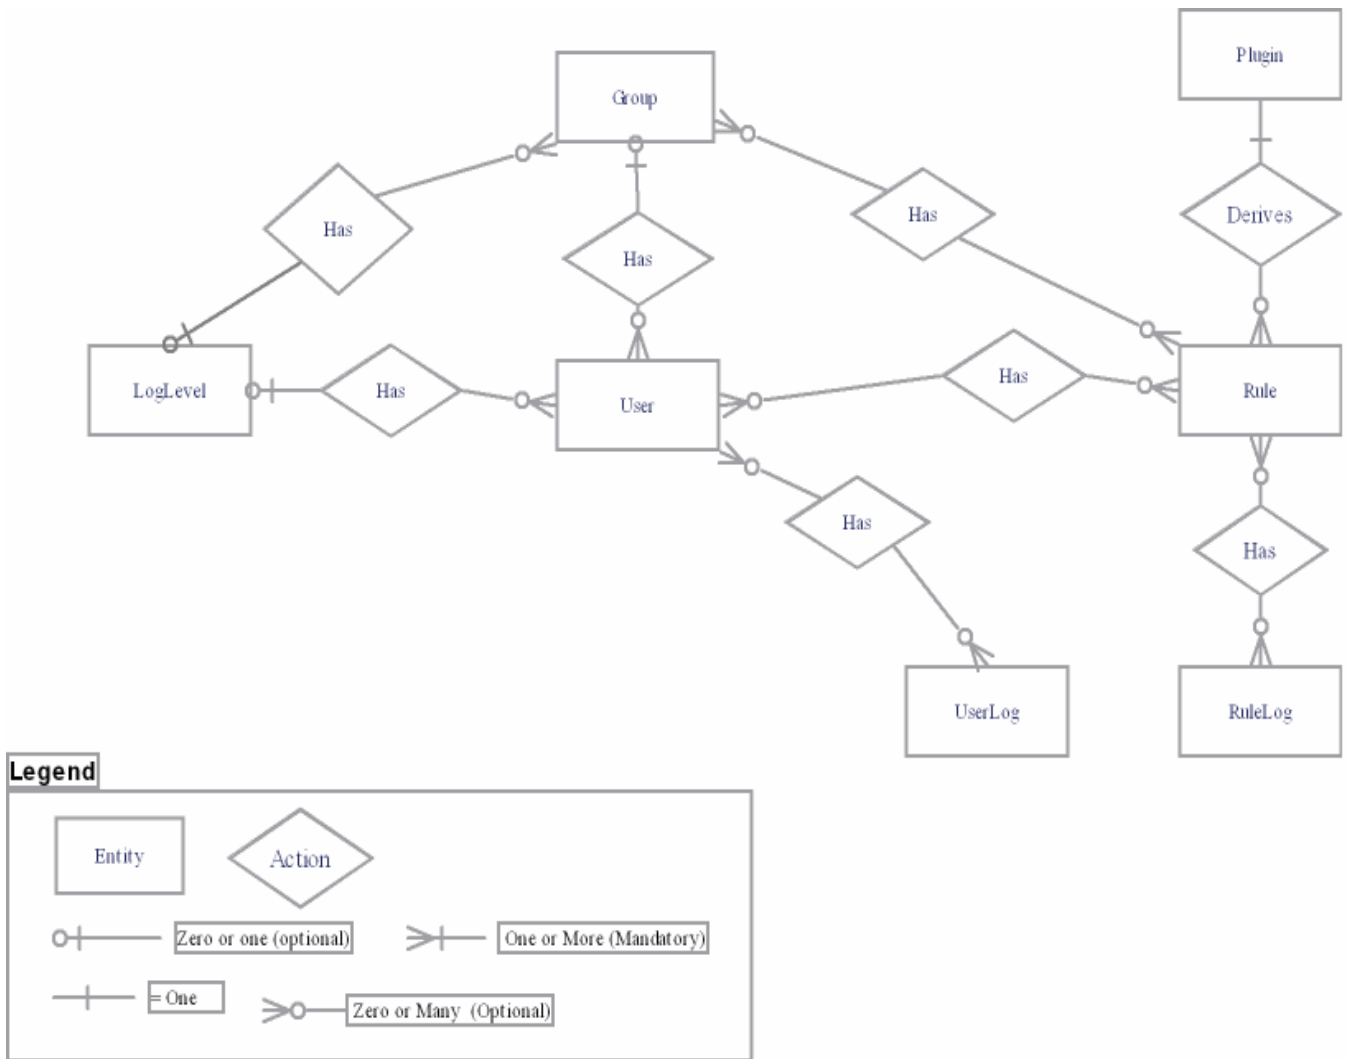 Plugin
Group
Derives
Has
Has
Has
Has
Has
LogLevel
Has
User
Rule
Has
Has
UserLog
RuleLog
Legend
Entity
Action
Zero or one (optional)
One or More (Mandatory)
= One
Zero or Many (Optional)